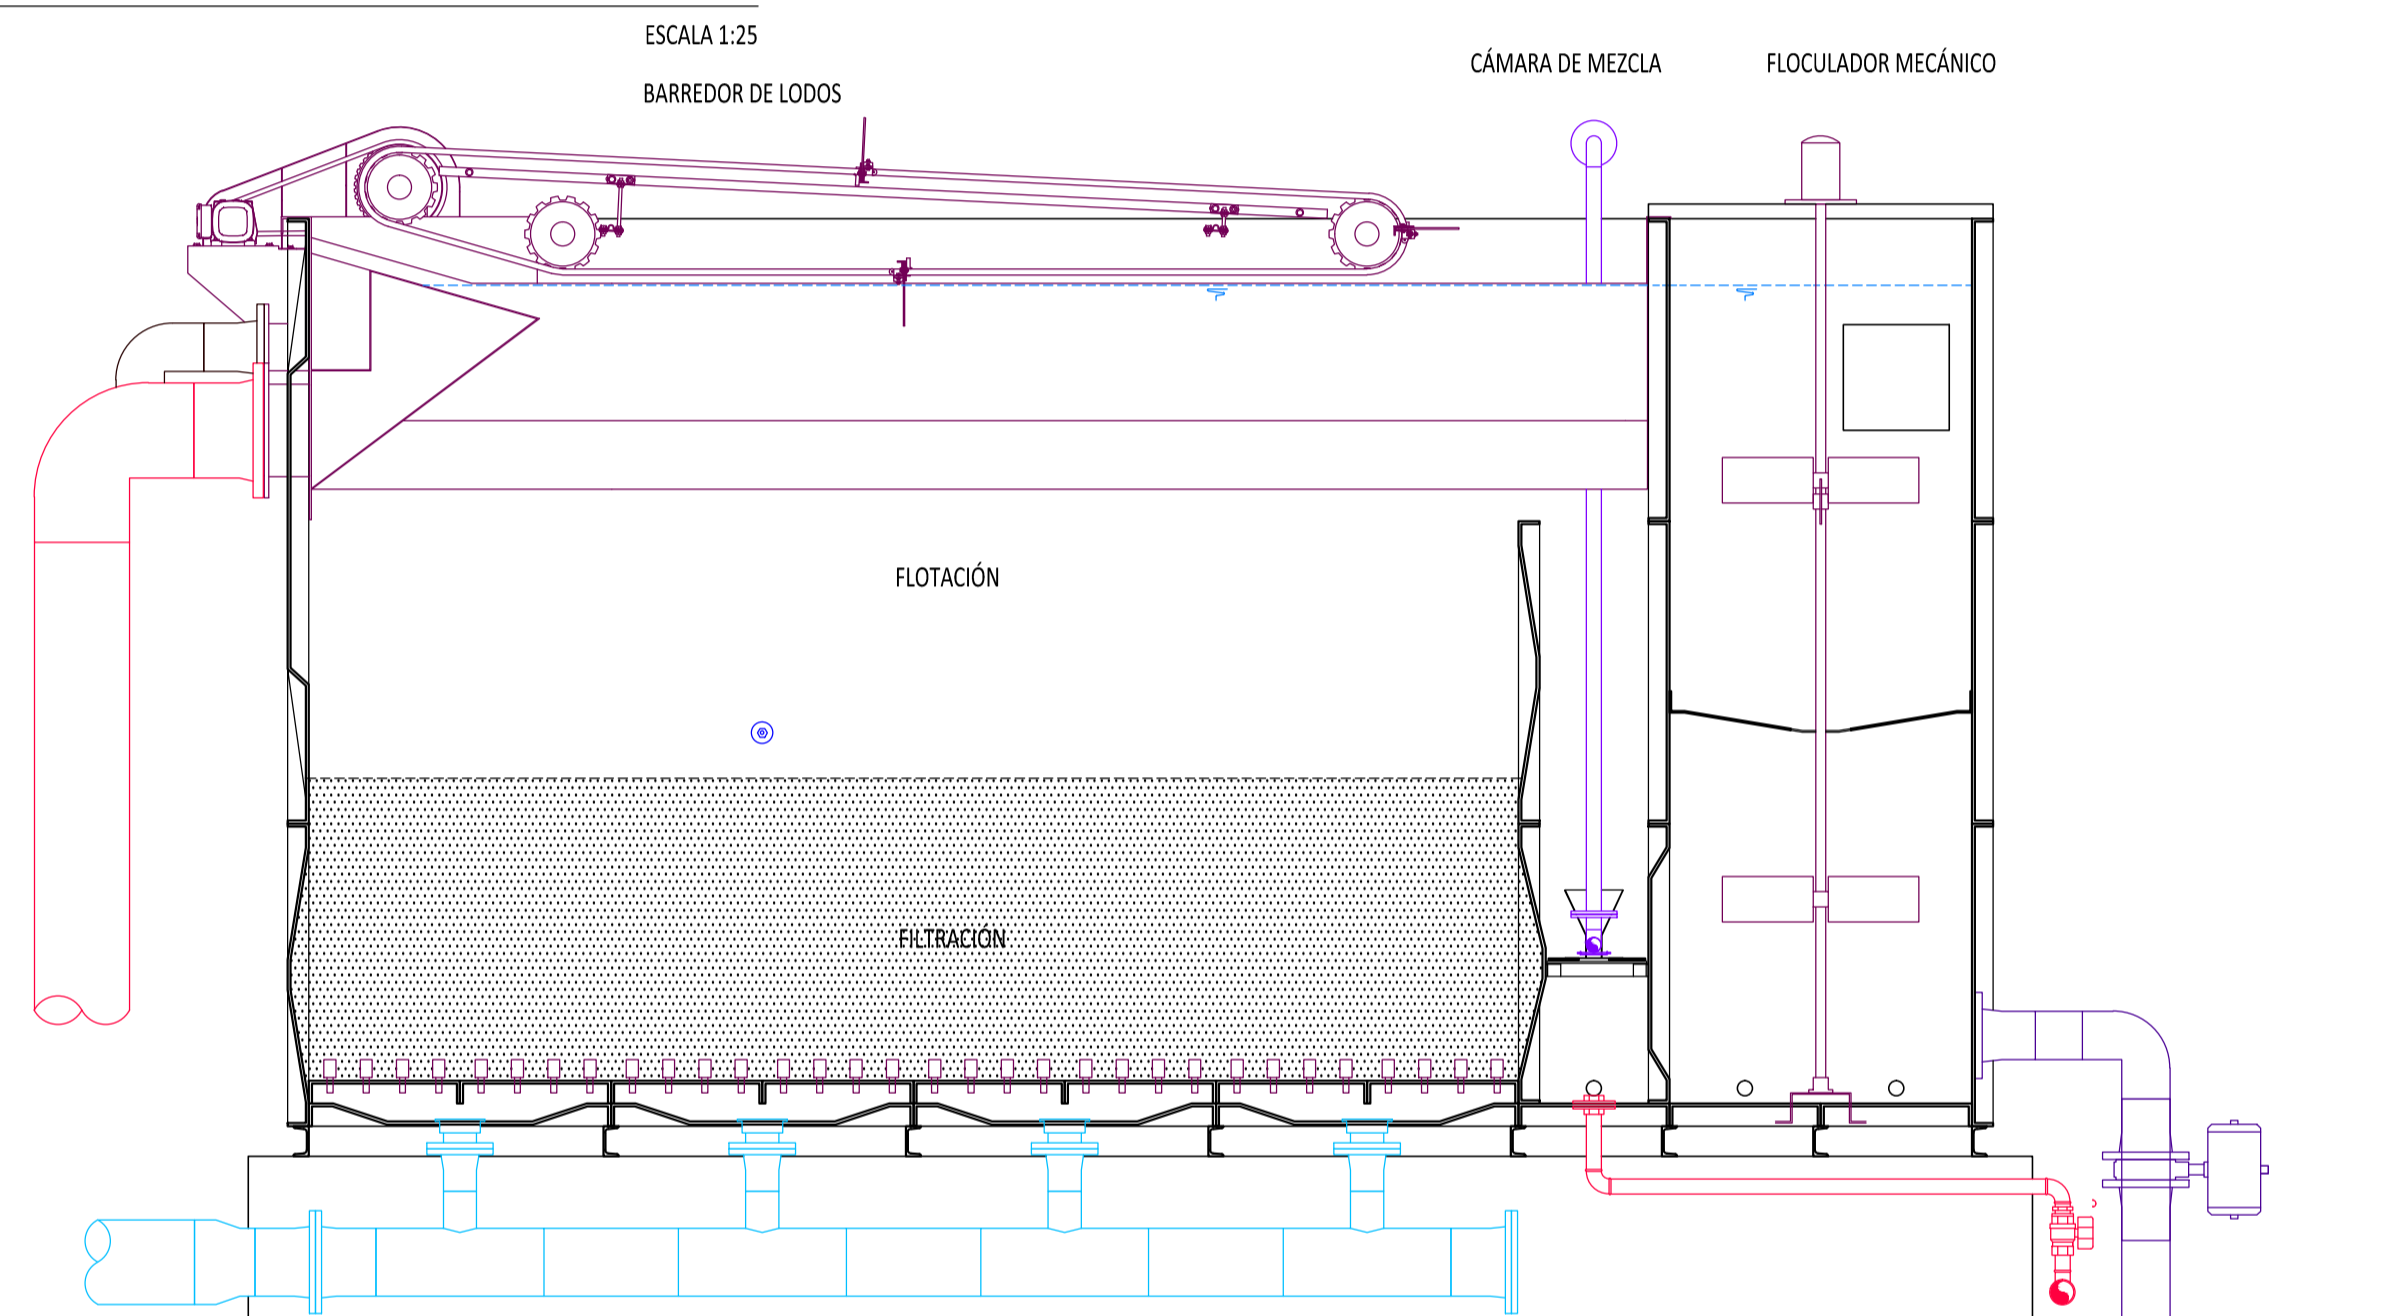 ESCALA 1:25
CÁMARA DE MEZCLA
FLOCULADOR MECÁNICO
BARREDOR DE LODOS
FLOTACIÓN
FILTRACIÓN